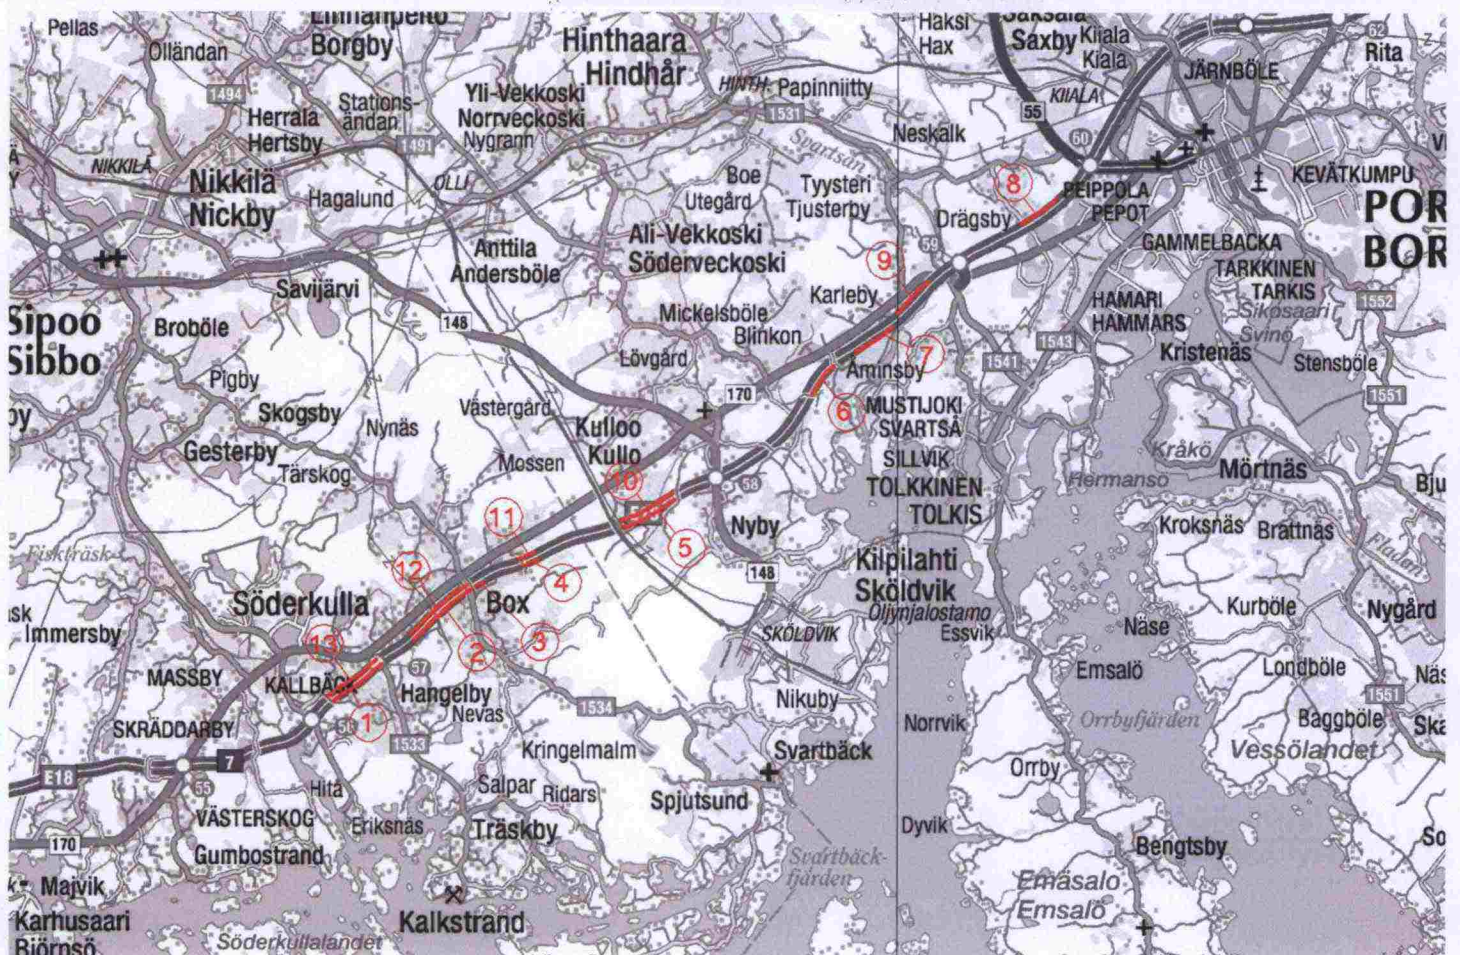 Pellas
Olländan
Borgby
Hinthaara
Hindhår
Haksi
Hax
Saksala
Saxby
Kiiala
Kiala
62
Rita
JÄRNBÖLE
1494
Herrala
Hertsby
Stations-
ändan
Yli-Vekkoski
Norrveckoski
Nygrann
HINTH.
Papinniitty
1531
KIIALA
55
60
Neskalk
Svartsån
NIKKILÄ
1491
OLLI
Nikkilä
Nickby
Hagalund
Boe
Utegård
Tyysteri
Tjusterby
8
PEIPPOLA
PEPOT
KEVÄTKUMPU
POR
BOR
Drägsby
59
Anttila
Andersböle
Ali-Vekkoski
Söderveckoski
9
GAMMELBACKA
TARKKINEN
TARKIS
Savijärvi
148
Karleby
HAMARI
HAMMARS
Sikosaari
Svinö
1552
Sipoo
Sibbo
Broböle
Mickelsböle
Blinkon
7
1543
1541
Kristenäs
Stensböle
Lövgård
Åminsby
Pigby
170
6
1551
Skogsby
Västergård
MUSTIJOKI
SVARTSÅ
Nynäs
Kulloo
Kullo
Gesterby
Tärskog
Mossen
10
58
SILLVIK
TOLKKINEN
TOLKIS
Hermansö
Kråkö
Mörtnäs
11
5
Nyby
Kroksnäs
Brattnäs
Fladan
Fiskträsk
12
4
148
Kilpilahti
Sköldvik
Öljynjalostamo
Söderkulla
Box
Kurböle
Nygård
Immersby
13
2
3
SKÖLDVIK
Essvik
Näse
MASSBY
KALLBÄCK
57
Hangelby
Nevas
Emsalö
Londböle
SKRÄDDARBY
1
1534
Nikuby
1551
1533
Norrvik
Orrbyfjärden
Baggböle
Vessölandet
E18
7
55
Kringelmalm
Svartbäck
Hitå
Salpar
Ridars
Orrby
Spjutsund
VÄSTERSKOG
Eriksnäs
Träskby
Dyvik
170
Gumbostrand
Bengtsby
Svartbäck-
fjärden
Majvik
Emäsalo
Emsalö
Karhusaari
Björnsö
Kalkstrand
Söderkullalandet